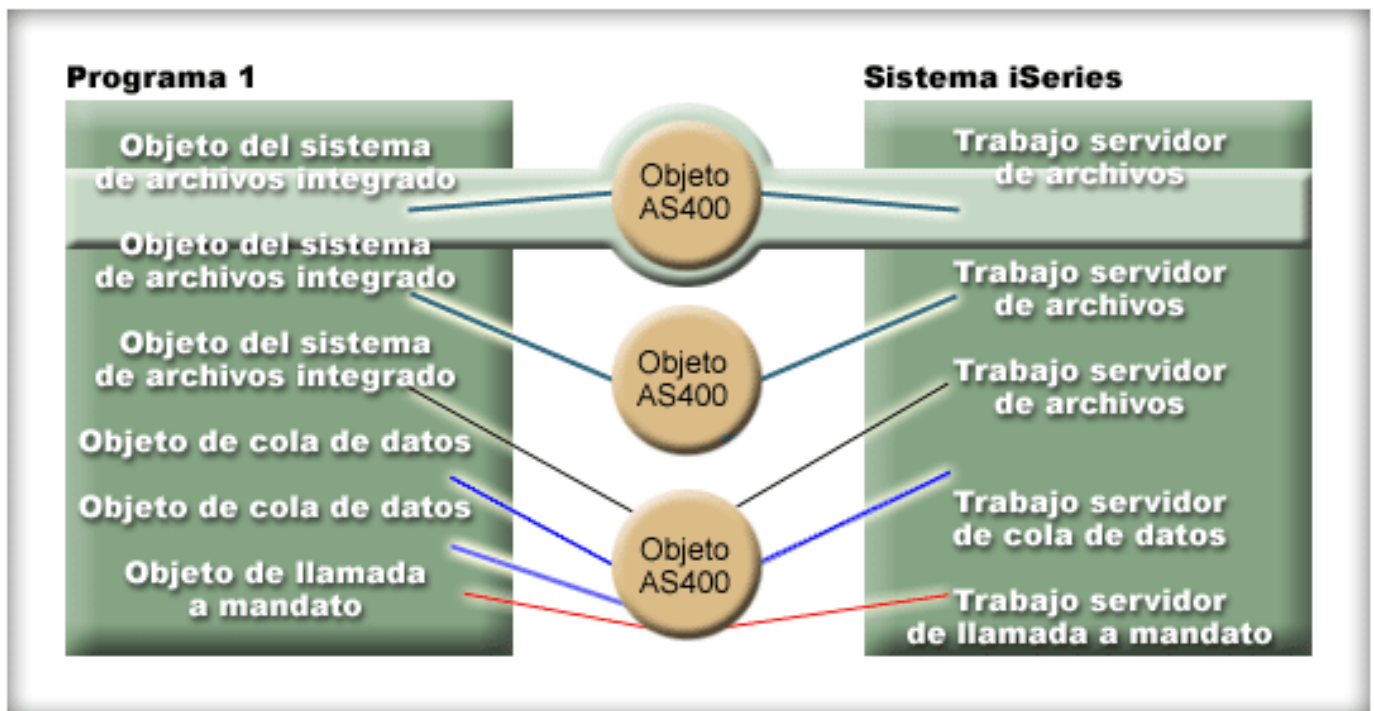 Programa 1
Objeto del sistema
de archivos integrado
Objeto del sistema
de archivos integrado
Objeto del sistema
de archivos integrado
Objeto de cola de datos
Objeto de cola de datos
Objeto de llamada
a mandato
Objeto
AS400
Objeto
AS400
Objeto
AS400
Sistema iSeries
Trabajo servidor
de archivos
Trabajo servidor
de archivos
Trabajo servidor
de archivos
Trabajo servidor
de cola de datos
Trabajo servidor
de llamada a mandato